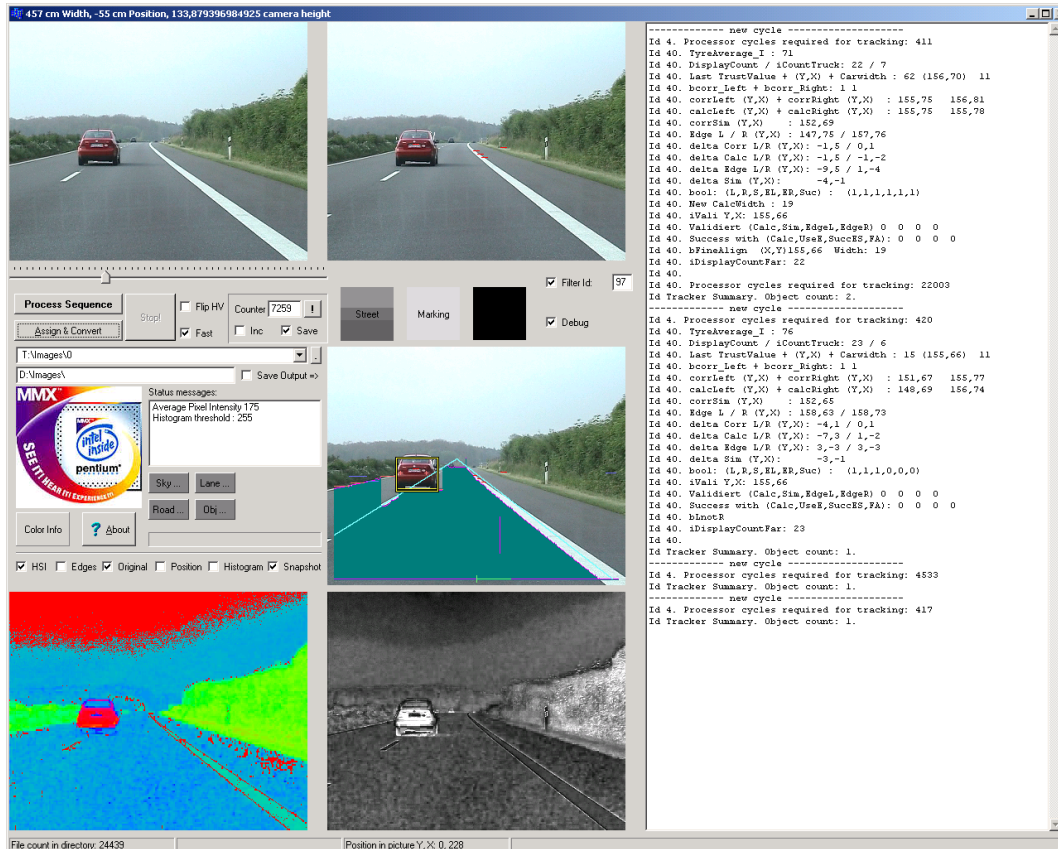 457 cm Width, -55 cm Position, 133,879396984925 camera height
Process Sequence
Assign & Convert
Stop!
Flip HV
Fast
Counter 7259 !
Inc
Save
T:\Images\0
.
D:\Images\
Save Output =>
MMX™
SEE IT! HEAR IT! EXPERIENCE IT!
MMX™
intel
inside
pentium®
Status messages:
Average Pixel Intensity 175
Histogram threshold : 255
Sky ...
Lane ...
Road ...
Obj ...
Color Info
? About
HSI
Edges
Original
Position
Histogram
Snapshot
Street
Marking
Filter Id:
97
Debug
------------- new cycle --------------------
Id 4. Processor cycles required for tracking: 411
Id 40. TyreAverage_I : 71
Id 40. DisplayCount / iCountTruck: 22 / 7
Id 40. Last TrustValue + (Y,X) + Carwidth : 62 (156,70)  11
Id 40. bcorr_Left + bcorr_Right: 1 1
Id 40. corrLeft (Y,X) + corrRight (Y,X)  : 155,75   156,81
Id 40. calcLeft (Y,X) + calcRight (Y,X)  : 155,75   155,78
Id 40. corrSim (Y,X)      : 152,69
Id 40. Edge L / R (Y,X) : 147,75 / 157,76
Id 40. delta Corr L/R (Y,X): -1,5 / 0,1
Id 40. delta Calc L/R (Y,X): -1,5 / -1,-2
Id 40. delta Edge L/R (Y,X): -9,5 / 1,-4
Id 40. delta Sim (Y,X):      -4,-1
Id 40. bool: (L,R,S,EL,ER,Suc) :  (1,1,1,1,1,1)
Id 40. New CalcWidth : 19
Id 40. iVali Y,X: 155,66
Id 40. Validiert (Calc,Sim,EdgeL,EdgeR) 0  0  0  0
Id 40. Success with (Calc,UseE,SuccES,FA): 0  0  0  0
Id 40. bFineAlign  (X,Y)155,66  Width: 19
Id 40. iDisplayCountFar: 22
Id 40.
Id 40. Processor cycles required for tracking: 22003
Id Tracker Summary. Object count: 2.
------------- new cycle --------------------
Id 4. Processor cycles required for tracking: 420
Id 40. TyreAverage_I : 76
Id 40. DisplayCount / iCountTruck: 23 / 6
Id 40. Last TrustValue + (Y,X) + Carwidth : 15 (155,66)  11
Id 40. bcorr_Left + bcorr_Right: 1 1
Id 40. corrLeft (Y,X) + corrRight (Y,X)  : 151,67   155,77
Id 40. calcLeft (Y,X) + calcRight (Y,X)  : 148,69   156,74
Id 40. corrSim (Y,X)      : 152,65
Id 40. Edge L / R (Y,X) : 158,63 / 158,73
Id 40. delta Corr L/R (Y,X): -4,1 / 0,1
Id 40. delta Calc L/R (Y,X): -7,3 / 1,-2
Id 40. delta Edge L/R (Y,X): 3,-3 / 3,-3
Id 40. delta Sim (Y,X):      -3,-1
Id 40. bool: (L,R,S,EL,ER,Suc) :  (1,1,1,0,0,0)
Id 40. iVali Y,X: 155,66
Id 40. Validiert (Calc,Sim,EdgeL,EdgeR) 0  0  0  0
Id 40. Success with (Calc,UseE,SuccES,FA): 0  0  0  0
Id 40. bLnotR
Id 40. iDisplayCountFar: 23
Id 40.
Id Tracker Summary. Object count: 1.
------------- new cycle --------------------
Id 4. Processor cycles required for tracking: 4533
Id Tracker Summary. Object count: 1.
------------- new cycle --------------------
Id 4. Processor cycles required for tracking: 417
Id Tracker Summary. Object count: 1.
File count in directory: 24439
Position in picture Y, X: 0, 228